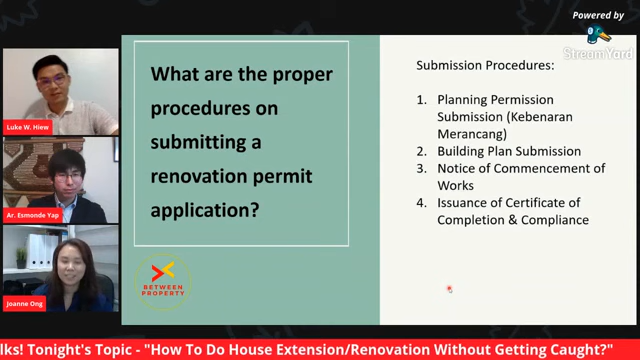 Powered by
StreamYard
What are the proper
procedures on
submitting a
renovation permit
application?
BETWEEN
PROPERTY
Submission Procedures:
1. Planning Permission
Submission (Kebenaran
Merancang)
2. Building Plan Submission
3. Notice of Commencement of
Works
4. Issuance of Certificate of
Completion & Compliance
Luke W. Hiew
Ar. Esmonde Yap
Joanne Ong
lks! Tonight's Topic - "How To Do House Extension/Renovation Without Getting Caught?"